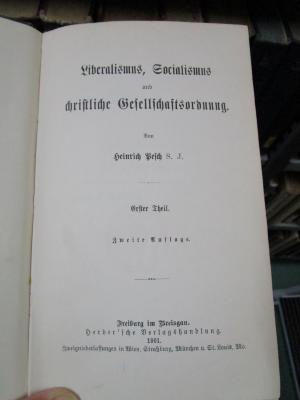 Liberalismus, Socialismus
und
christliche Gesellschaftsordnung.
Von
Heinrich Pesch S. J.
Erster Theil.
Zweite Auflage.
Freiburg im Breisgau.
Herder'sche Verlagshandlung.
1901.
Zweigniederlassungen in Wien, Straßburg, München u. St. Louis, Mo.